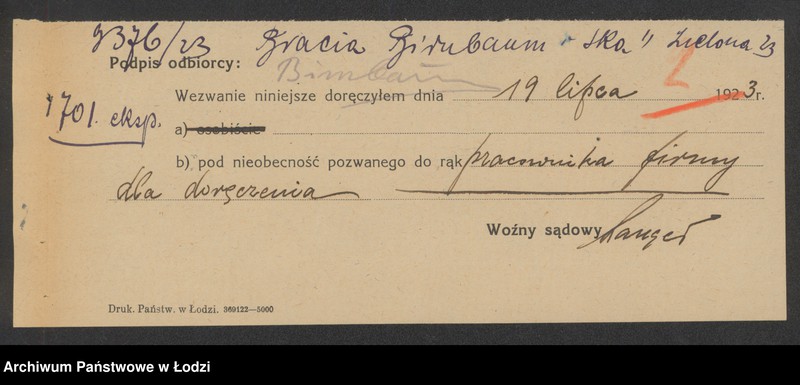 9376/23 Bracia Birnbaum i Ska" Zielona 23
Podpis odbiorcy: Birnbaum
2
Wezwanie niniejsze doręczyłem dnia 19 lipca 1923 r.
1701. eksp.
a) osobiście
b) pod nieobecność pozwanego do rąk pracownika firmy
dla doręczenia
Woźny sądowy
Druk. Państw. w Łodzi. 369122—5000
Archiwum Państwowe w Łodzi